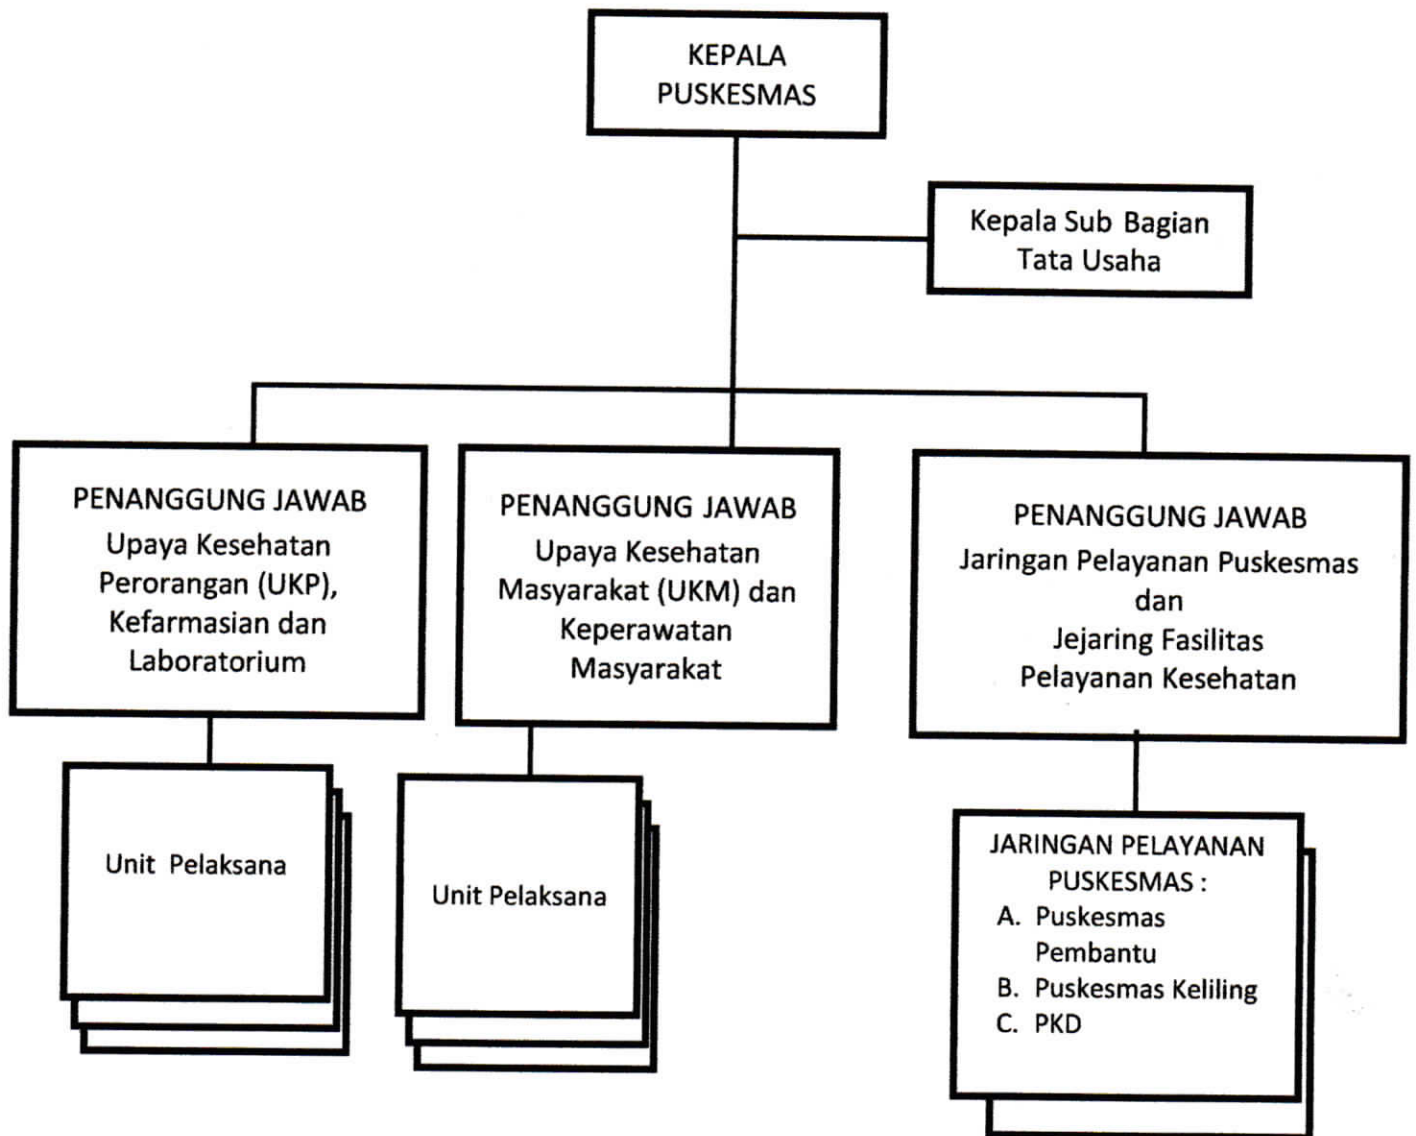 KEPALA
PUSKESMAS
Kepala Sub Bagian
Tata Usaha
PENANGGUNG JAWAB
Upaya Kesehatan
Perorangan (UKP),
Kefarmasian dan
Laboratorium
PENANGGUNG JAWAB
Upaya Kesehatan
Masyarakat (UKM) dan
Keperawatan
Masyarakat
PENANGGUNG JAWAB
Jaringan Pelayanan Puskesmas
dan
Jejaring Fasilitas
Pelayanan Kesehatan
Unit Pelaksana
Unit Pelaksana
JARINGAN PELAYANAN
PUSKESMAS :
A. Puskesmas
Pembantu
B. Puskesmas Keliling
C. PKD